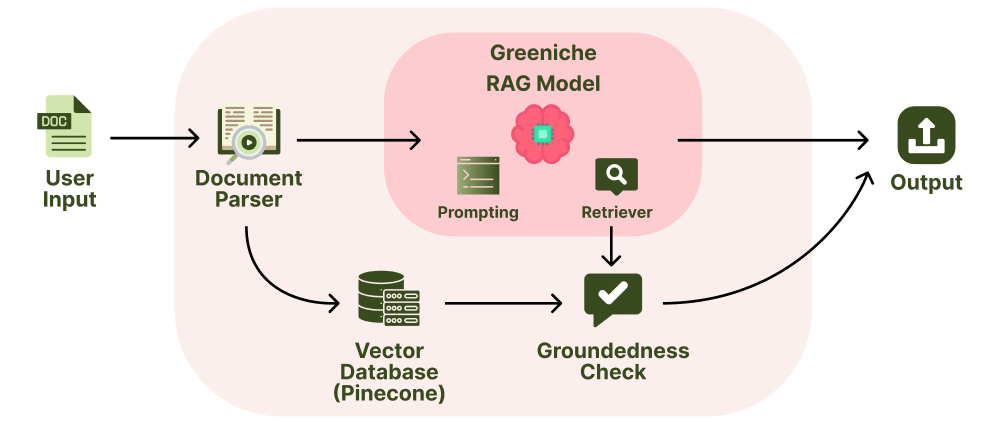 Greeniche
RAG Model
DOC
User
Input
Document
Parser
Prompting
Retriever
Output
Vector
Database
(Pinecone)
Groundedness
Check